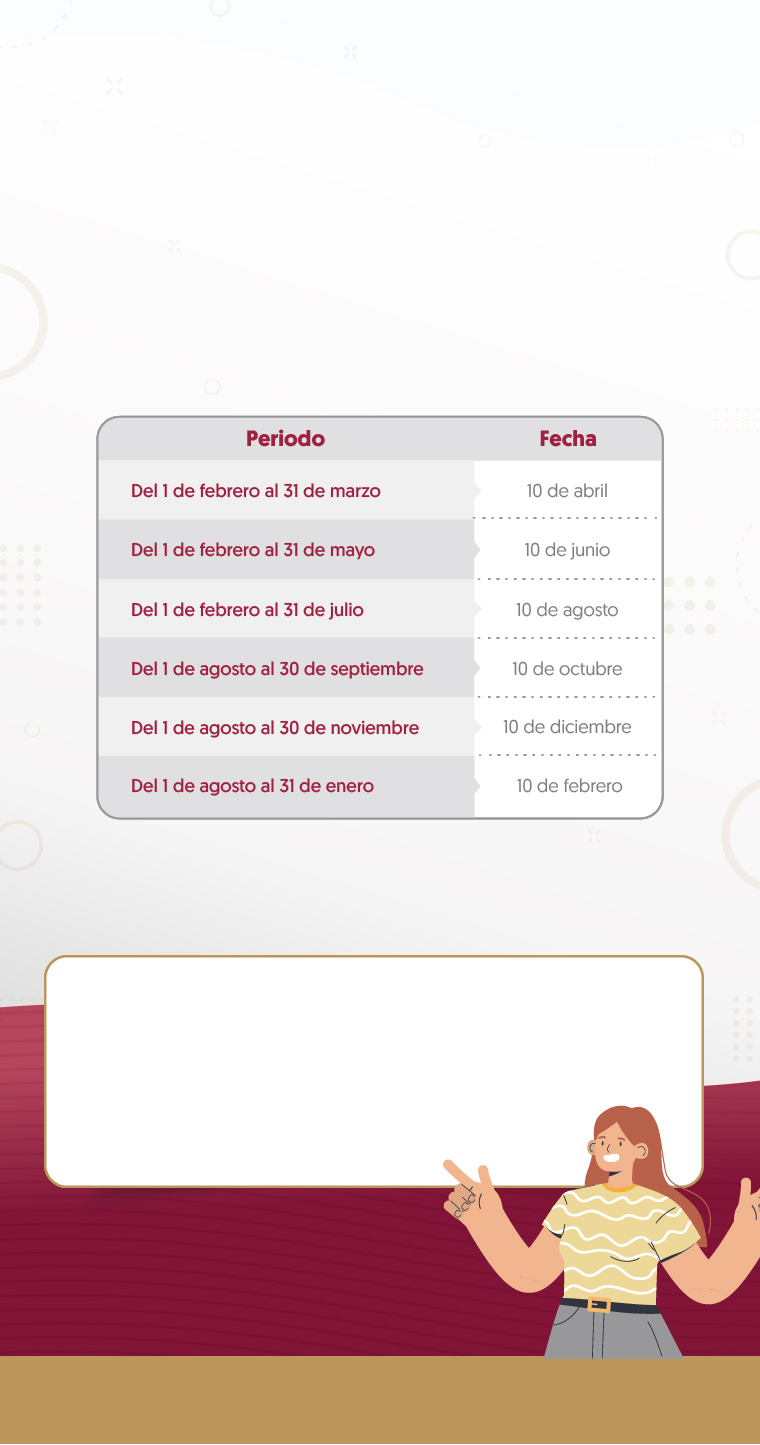 Periodo Fecha
Del 1 de febrero al 31 de marzo 10 de abril
Del 1 de febrero al 31 de mayo 10 de junio
Del 1 de febrero al 31 de julio 10 de agosto
Del 1 de agosto al 30 de septiembre 10 de octubre
Del 1 de agosto al 30 de noviembre 10 de diciembre
Del 1 de agosto al 31 de enero 10 de febrero